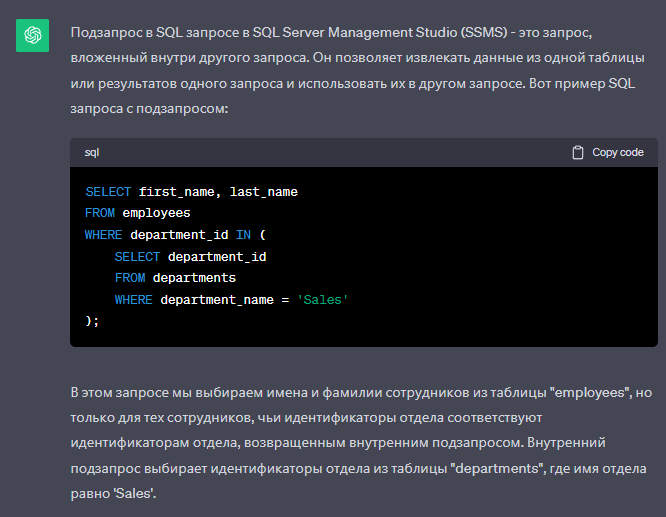 Подзапрос в SQL запросе в SQL Server Management Studio (SSMS) - это запрос,
вложенный внутри другого запроса. Он позволяет извлекать данные из одной таблицы
или результатов одного запроса и использовать их в другом запросе. Вот пример SQL
запроса с подзапросом:
sql Copy code
SELECT first_name, last_name
FROM employees
WHERE department_id IN (
    SELECT department_id
    FROM departments
    WHERE department_name = 'Sales'
);
В этом запросе мы выбираем имена и фамилии сотрудников из таблицы "employees", но
только для тех сотрудников, чьи идентификаторы отдела соответствуют
идентификаторам отдела, возвращенным внутренним подзапросом. Внутренний
подзапрос выбирает идентификаторы отдела из таблицы "departments", где имя отдела
равно 'Sales'.